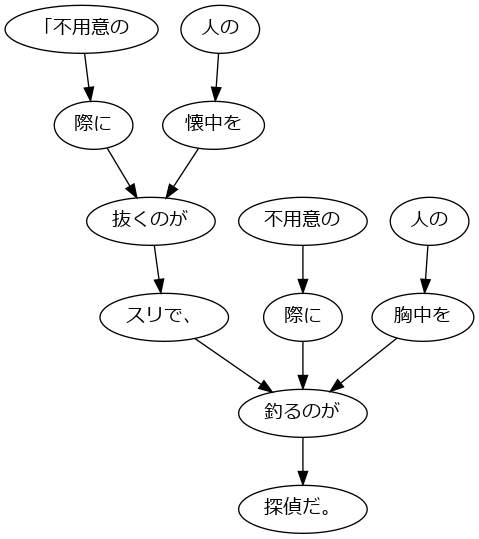 「不用意の
人の
際に
懐中を
抜くのが
不用意の
人の
スリで、
際に
胸中を
釣るのが
探偵だ。